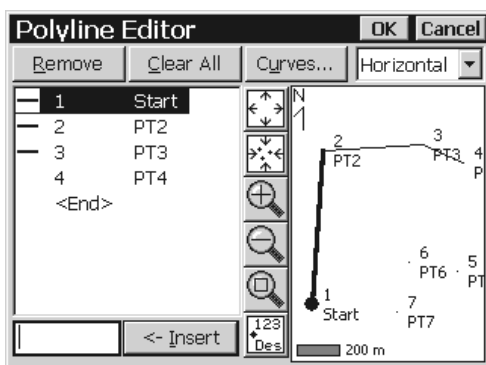 Polyline Editor OK Cancel
Remove Clear All Curves... Horizontal
1 Start
2 PT2
3 PT3
4 PT4
<End>
<- Insert
123
Des
N
2
PT2
3
PT3
4
P
6
PT6
5
PT
1
Start
7
PT7
200 m